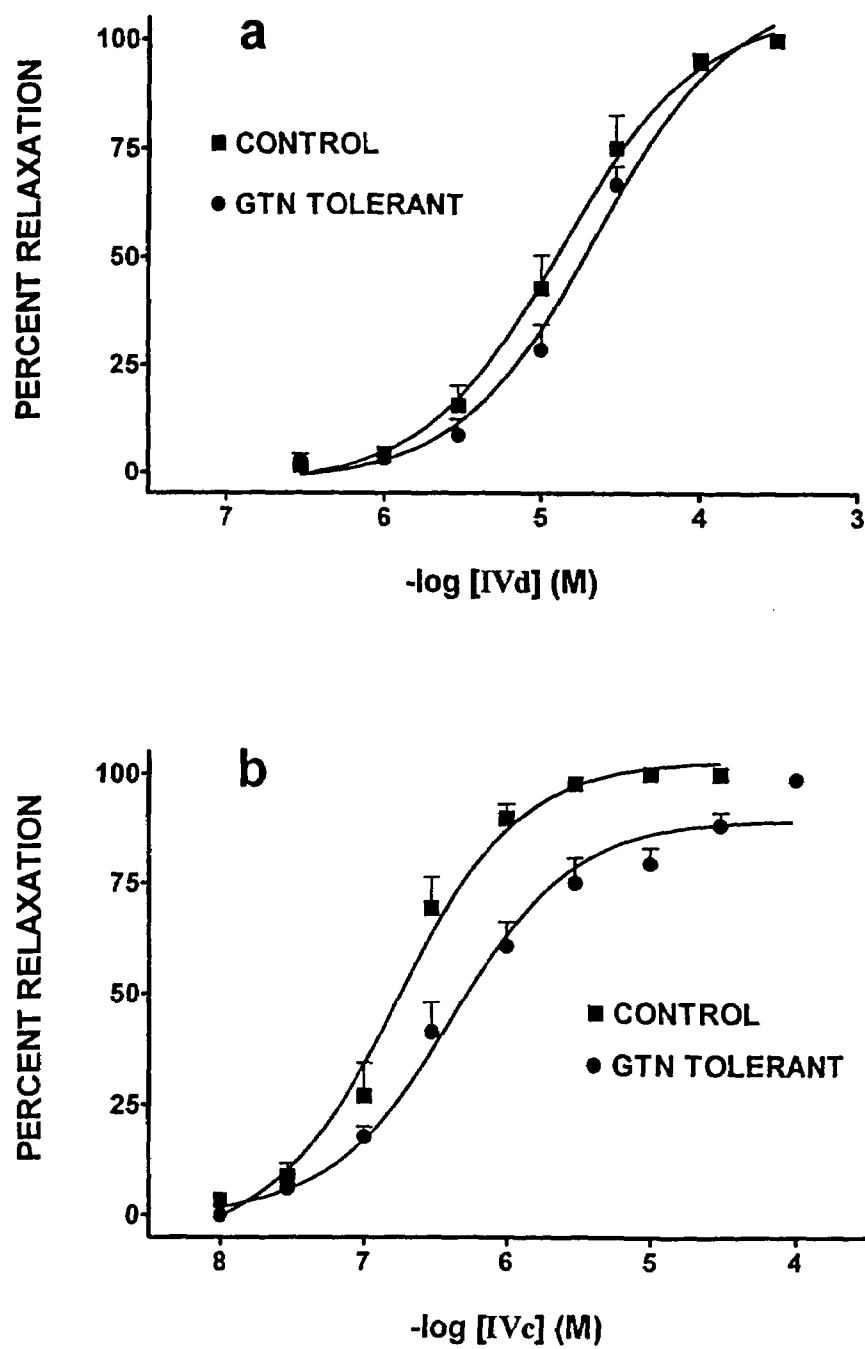 a
PERCENT RELAXATION
100
75
50
25
0
CONTROL
GTN TOLERANT
7 6 5 4 3
-log [IVd] (M)
b
PERCENT RELAXATION
100
75
50
25
0
CONTROL
GTN TOLERANT
8 7 6 5 4
-log [IVc] (M)